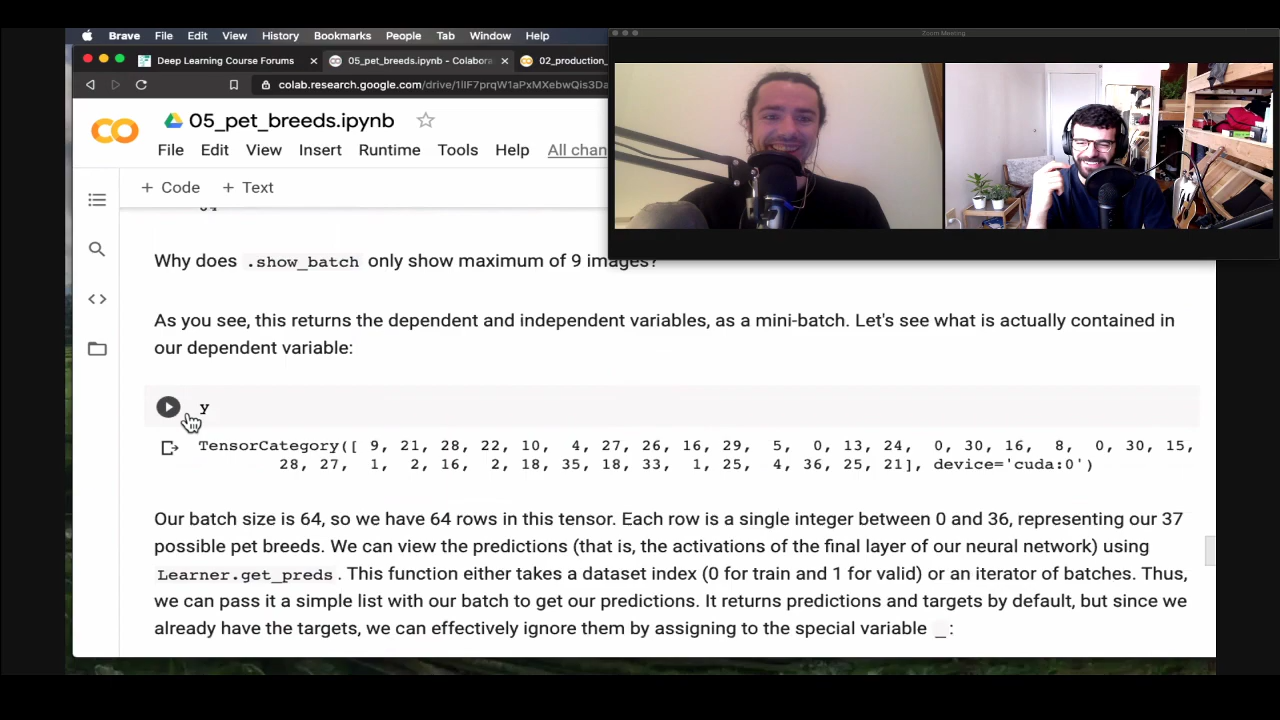 Brave File Edit View History Bookmarks People Tab Window Help
Zoom Meeting
Deep Learning Course Forums × 05_pet_breeds.ipynb - Colabora × 02_production_
colab.research.google.com/drive/1IIF7prqW1aPxMXebwQis3Da
CO 05_pet_breeds.ipynb
File Edit View Insert Runtime Tools Help All chan
+ Code + Text
Why does .show_batch only show maximum of 9 images?
As you see, this returns the dependent and independent variables, as a mini-batch. Let's see what is actually contained in
our dependent variable:
y
TensorCategory([ 9, 21, 28, 22, 10, 4, 27, 26, 16, 29, 5, 0, 13, 24, 0, 30, 16, 8, 0, 30, 15,
28, 27, 1, 2, 16, 2, 18, 35, 18, 33, 1, 25, 4, 36, 25, 21], device='cuda:0')
Our batch size is 64, so we have 64 rows in this tensor. Each row is a single integer between 0 and 36, representing our 37
possible pet breeds. We can view the predictions (that is, the activations of the final layer of our neural network) using
Learner.get_preds. This function either takes a dataset index (0 for train and 1 for valid) or an iterator of batches. Thus,
we can pass it a simple list with our batch to get our predictions. It returns predictions and targets by default, but since we
already have the targets, we can effectively ignore them by assigning to the special variable _: